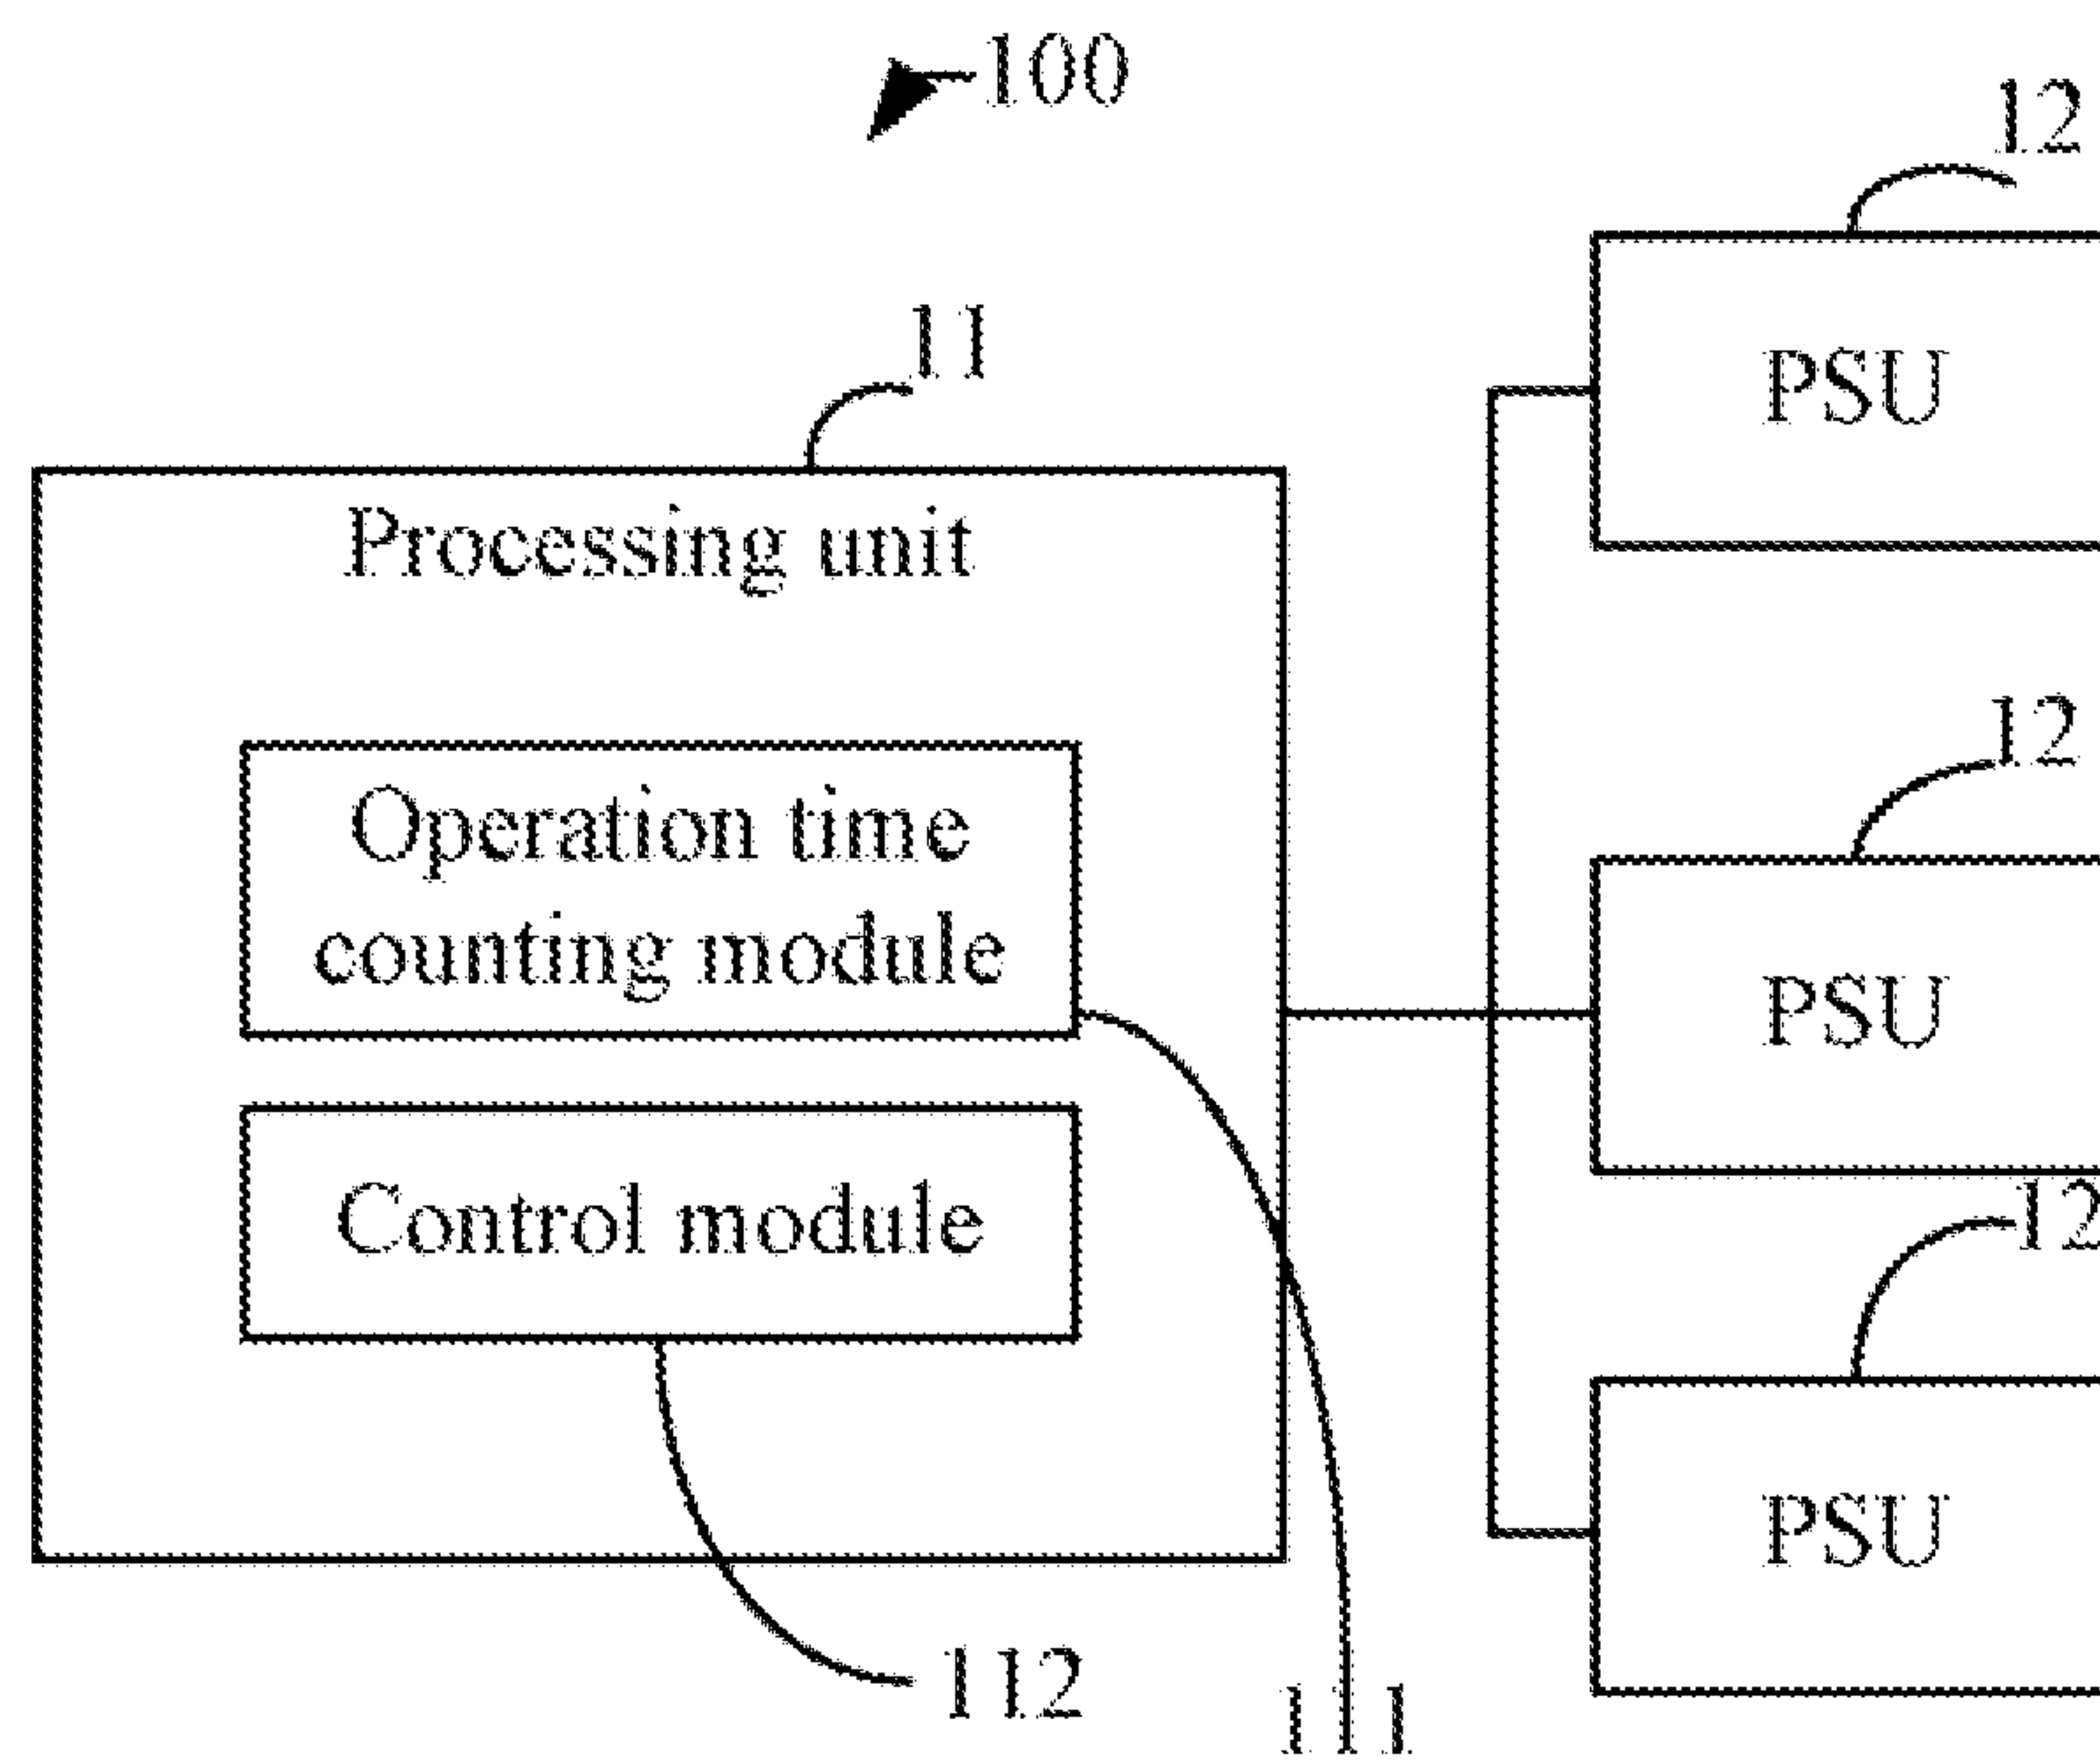 100
12
11
PSU
Processing unit
12
Operation time
counting module
PSU
12
Control module
PSU
112
111